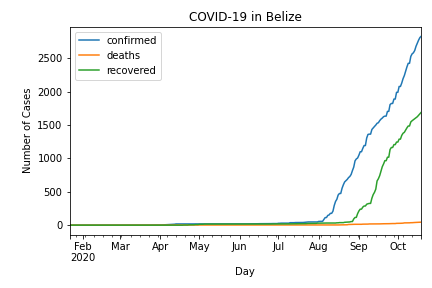 COVID-19 in Belize
confirmed
deaths
recovered
Number of Cases
2500
2000
1500
1000
500
0
Feb Mar Apr May Jun Jul Aug Sep Oct
2020
Day